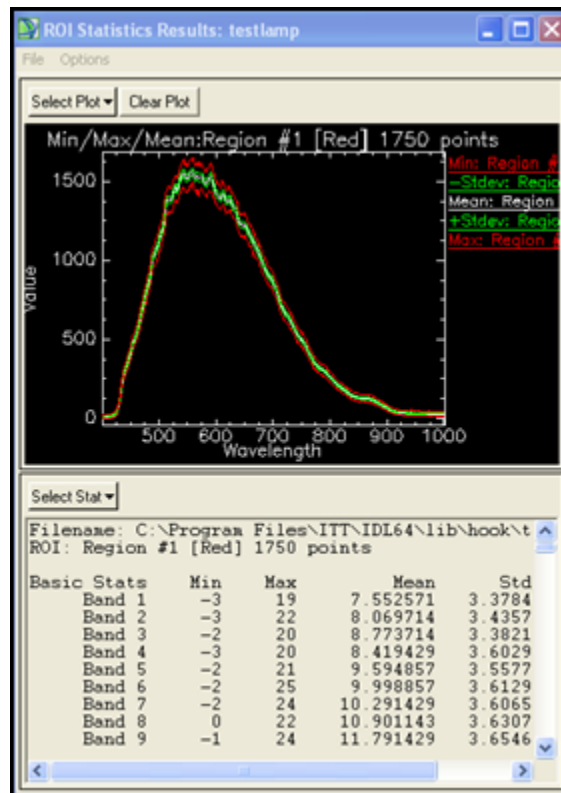 ROI Statistics Results: testlamp
File Options
Select Plot Clear Plot
Min/Max/Mean:Region #1 [Red] 1750 points
1500
1000
500
0
Value
500 600 700 800 900 1000
Wavelength
Min: Region #
-Stdev: Regio
Mean: Region
+Stdev: Regio
Max: Region #
Select Stat
Filename: C:\Program Files\ITT\IDL64\lib\hook\t
ROI: Region #1 [Red] 1750 points
Basic Stats Min Max Mean Std
Band 1 -3 19 7.552571 3.3784
Band 2 -3 22 8.069714 3.4357
Band 3 -2 20 8.773714 3.3821
Band 4 -3 20 8.419429 3.6029
Band 5 -2 21 9.594857 3.5577
Band 6 -2 25 9.998857 3.6129
Band 7 -2 24 10.291429 3.6065
Band 8 0 22 10.901143 3.6307
Band 9 -1 24 11.791429 3.6546